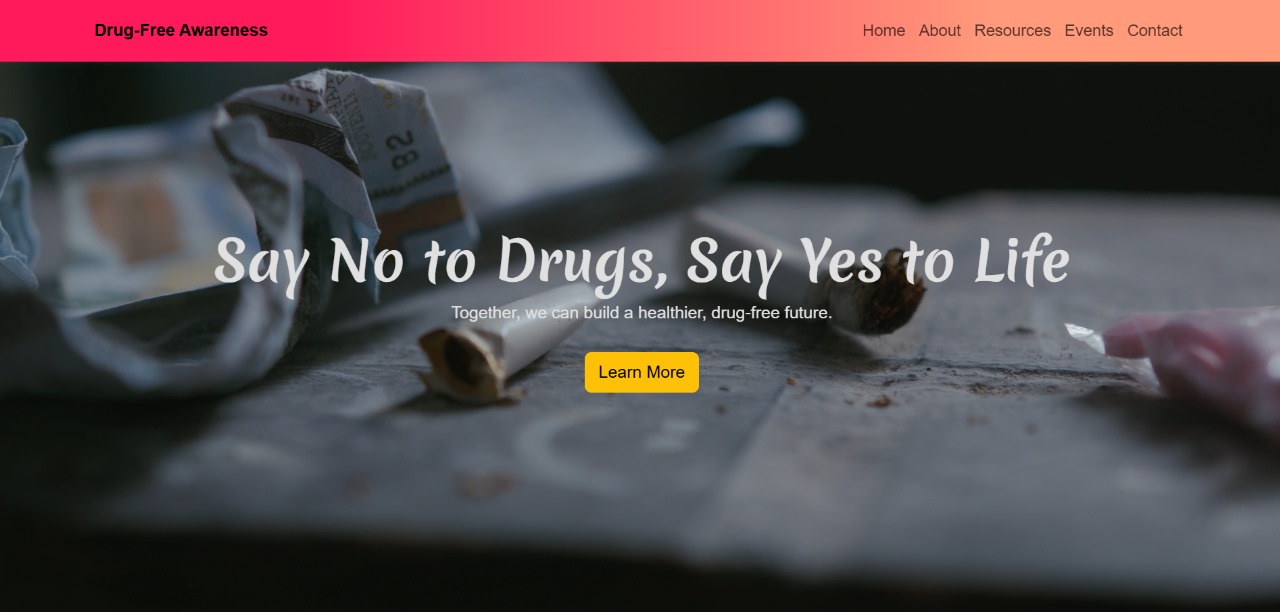 Drug-Free Awareness
Home About Resources Events Contact
Say No to Drugs, Say Yes to Life
Together, we can build a healthier, drug-free future.
Learn More